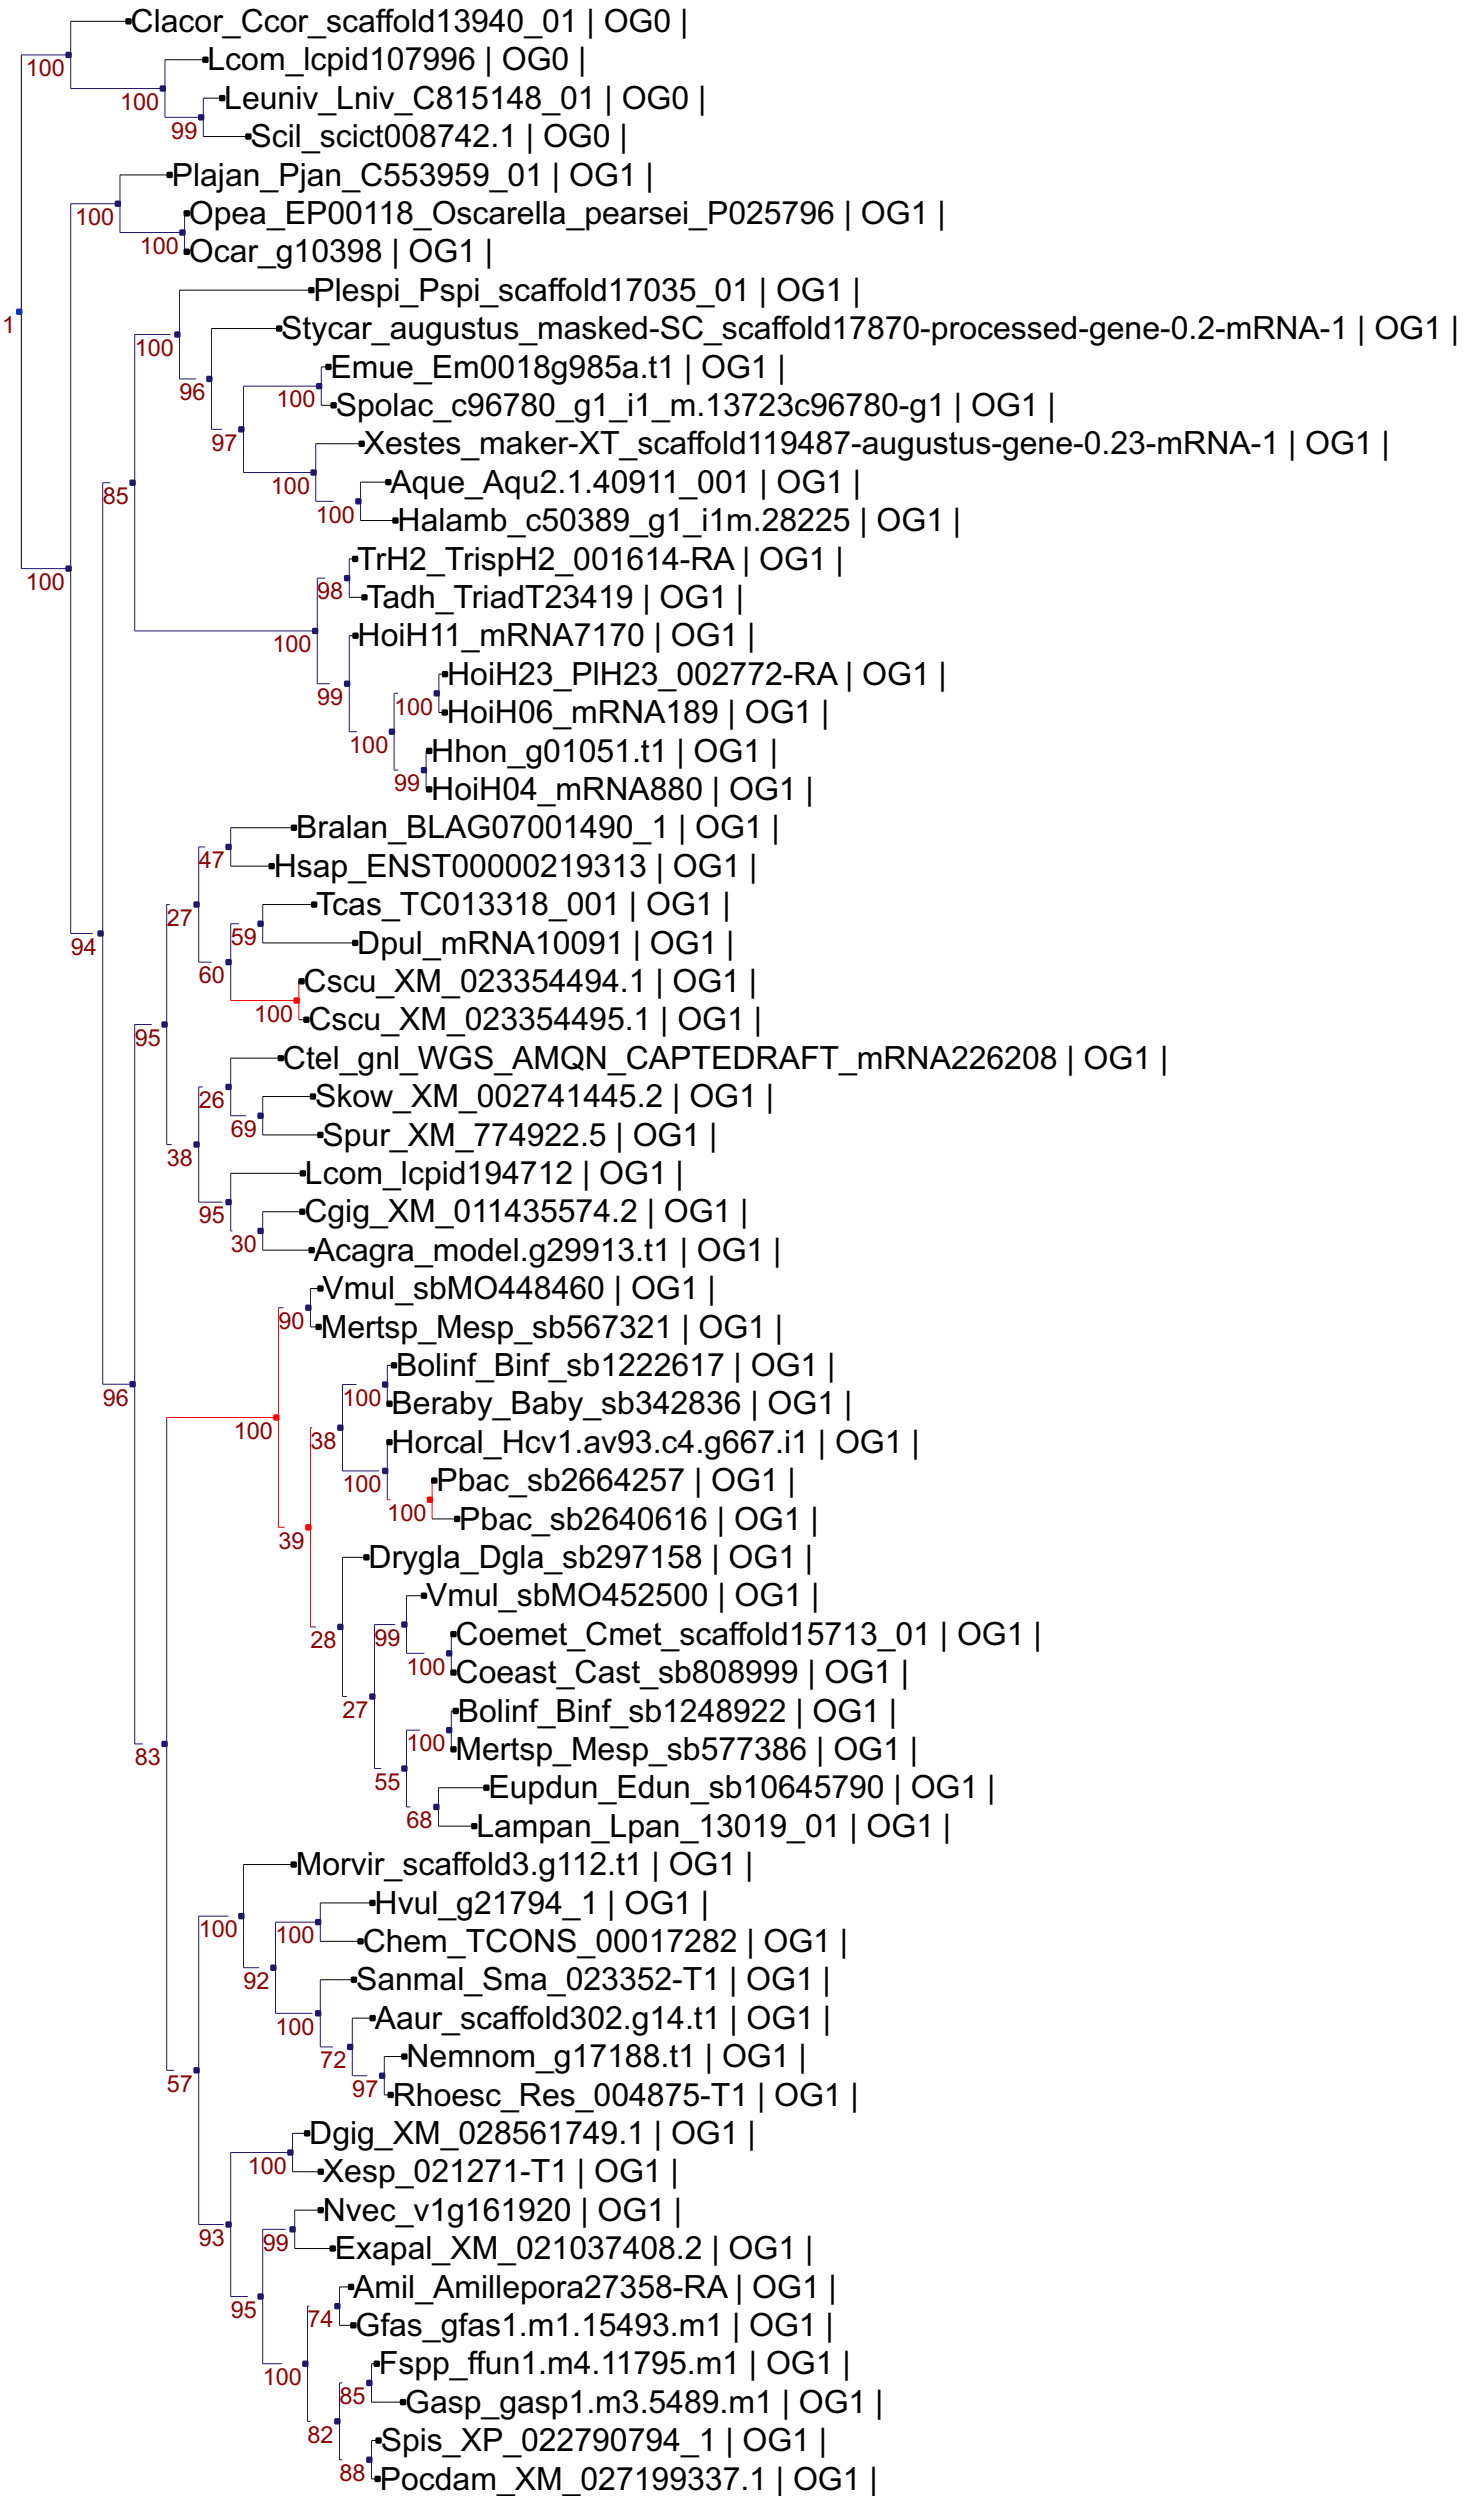 Clacor_Ccor_scaffold13940_01 | OG0 |
Lcom_lcpid107996 | OG0 |
100
100
Leuniv_Lniv_C815148_01 | OG0 |
99
Scil_scict008742.1 | OG0 |
Plajan_Pjan_C553959_01 | OG1 |
100
Opea_EP00118_Oscarella_pearsei_P025796 | OG1 |
100
Ocar_g10398 | OG1 |
Plespi_Pspi_scaffold17035_01 | OG1 |
1
Stycar_augustus_masked-SC_scaffold17870-processed-gene-0.2-mRNA-1 | OG1 |
100
Emue_Em0018g985a.t1 | OG1 |
96
100
Spolac_c96780_g1_i1_m.13723c96780-g1 | OG1 |
97
Xestes_maker-XT_scaffold119487-augustus-gene-0.23-mRNA-1 | OG1 |
100
Aque_Aqu2.1.40911_001 | OG1 |
85
100
Halamb_c50389_g1_i1m.28225 | OG1 |
TrH2_TrispH2_001614-RA | OG1 |
100
98
Tadh_TriadT23419 | OG1 |
100
HoiH11_mRNA7170 | OG1 |
HoiH23_PlH23_002772-RA | OG1 |
99
100
HoiH06_mRNA189 | OG1 |
100
Hhon_g01051.t1 | OG1 |
99
HoiH04_mRNA880 | OG1 |
Bralan_BLAG07001490_1 | OG1 |
47
Hsap_ENST00000219313 | OG1 |
Tcas_TC013318_001 | OG1 |
27
59
Dpul_mRNA10091 | OG1 |
94
60
Cscu_XM_023354494.1 | OG1 |
100
Cscu_XM_023354495.1 | OG1 |
95
Ctel_gnl_WGS_AMQN_CAPTEDRAFT_mRNA226208 | OG1 |
26
Skow_XM_002741445.2 | OG1 |
69
Spur_XM_774922.5 | OG1 |
38
Lcom_lcpid194712 | OG1 |
95
Cgig_XM_011435574.2 | OG1 |
30
Acagra_model.g29913.t1 | OG1 |
Vmul_sbMO448460 | OG1 |
90
Mertsp_Mesp_sb567321 | OG1 |
Bolinf_Binf_sb1222617 | OG1 |
96
100
Beraby_Baby_sb342836 | OG1 |
100
38
Horcal_Hcv1.av93.c4.g667.i1 | OG1 |
100
Pbac_sb2664257 | OG1 |
100
Pbac_sb2640616 | OG1 |
39
Drygla_Dgla_sb297158 | OG1 |
Vmul_sbMO452500 | OG1 |
28
99
Coemet_Cmet_scaffold15713_01 | OG1 |
100
Coeast_Cast_sb808999 | OG1 |
27
Bolinf_Binf_sb1248922 | OG1 |
100
Mertsp_Mesp_sb577386 | OG1 |
83
55
Eupdun_Edun_sb10645790 | OG1 |
68
Lampan_Lpan_13019_01 | OG1 |
Morvir_scaffold3.g112.t1 | OG1 |
Hvul_g21794_1 | OG1 |
100
100
Chem_TCONS_00017282 | OG1 |
92
Sanmal_Sma_023352-T1 | OG1 |
100
Aaur_scaffold302.g14.t1 | OG1 |
72
Nemnom_g17188.t1 | OG1 |
57
97
Rhoesc_Res_004875-T1 | OG1 |
Dgig_XM_028561749.1 | OG1 |
100
Xesp_021271-T1 | OG1 |
Nvec_v1g161920 | OG1 |
93
99
Exapal_XM_021037408.2 | OG1 |
Amil_Amillepora27358-RA | OG1 |
95
74
Gfas_gfas1.m1.15493.m1 | OG1 |
Fspp_ffun1.m4.11795.m1 | OG1 |
100
85
Gasp_gasp1.m3.5489.m1 | OG1 |
82
Spis_XP_022790794_1 | OG1 |
88
Pocdam_XM_027199337.1 | OG1 |